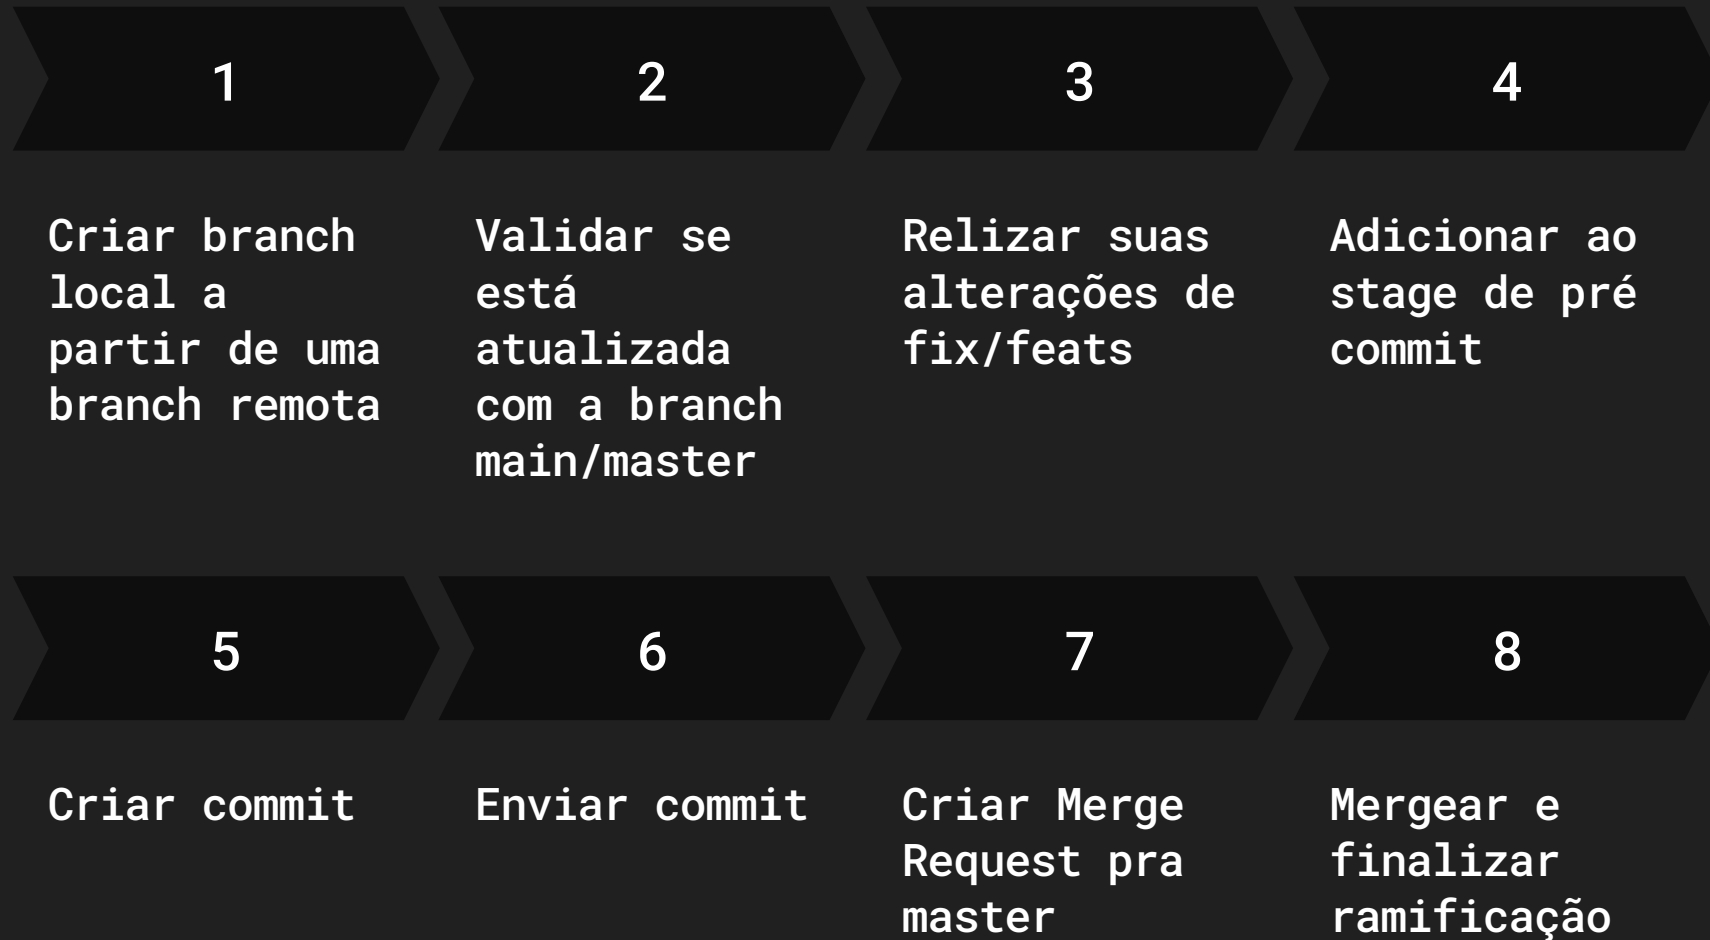 1
Criar branch
local a
partir de uma
branch remota
2
Validar se
está
atualizada
com a branch
main/master
3
Relizar suas
alterações de
fix/feats
4
Adicionar ao
stage de pré
commit
5
Criar commit
6
Enviar commit
7
Criar Merge
Request pra
master
8
Mergear e
finalizar
ramificação